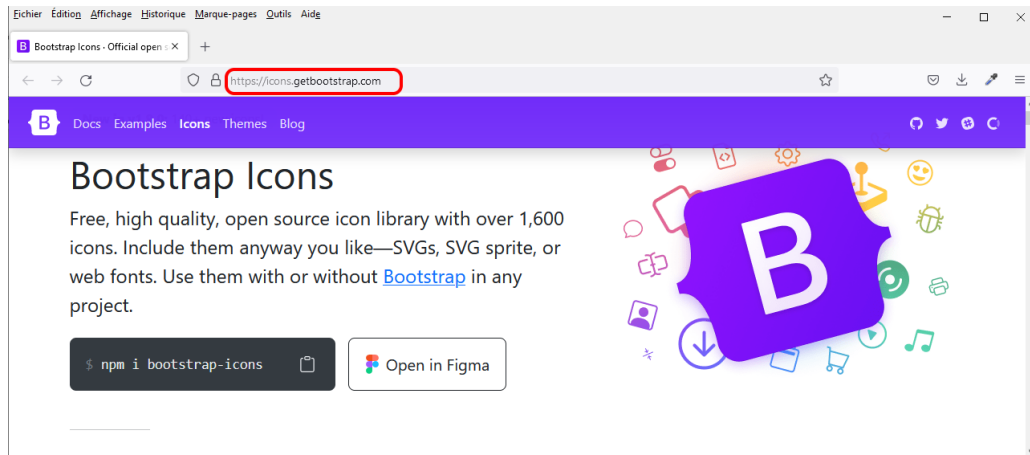 Fichier Édition Affichage Historique Marque-pages Outils Aide
B Bootstrap Icons - Official open s
https://icons.getbootstrap.com
B Docs Examples Icons Themes Blog
Bootstrap Icons
Free, high quality, open source icon library with over 1,600
icons. Include them anyway you like—SVGs, SVG sprite, or
web fonts. Use them with or without Bootstrap in any
project.
$ npm i bootstrap-icons
Open in Figma
B